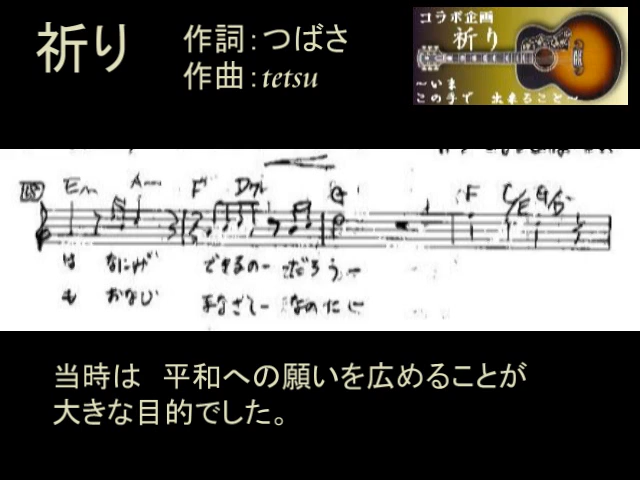 祈り
作詞：つばさ
作曲：tetsu
コラボ企画
祈り
～いま
この手で 出来ること～
Em Am F Dm G F C/E G/D
は なにが できるの－ だろう－
も おなじ まなざしー なのに
当時は 平和への願いを広めることが
大きな目的でした。